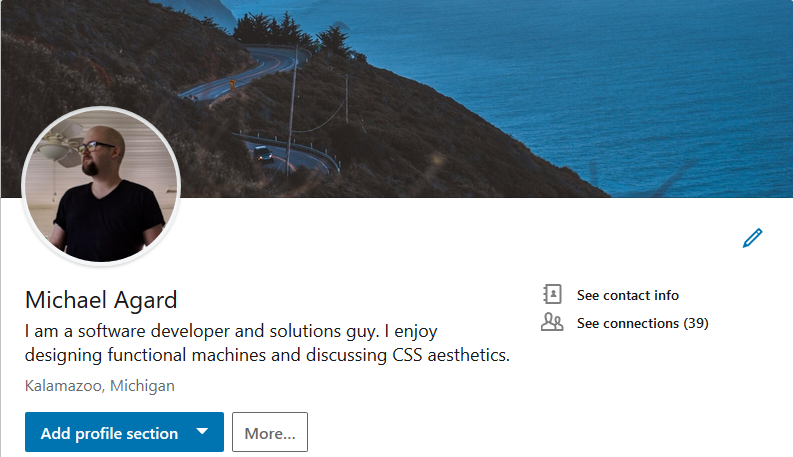 Michael Agard
I am a software developer and solutions guy. I enjoy
designing functional machines and discussing CSS aesthetics.
Kalamazoo, Michigan
See contact info
See connections (39)
Add profile section
More...